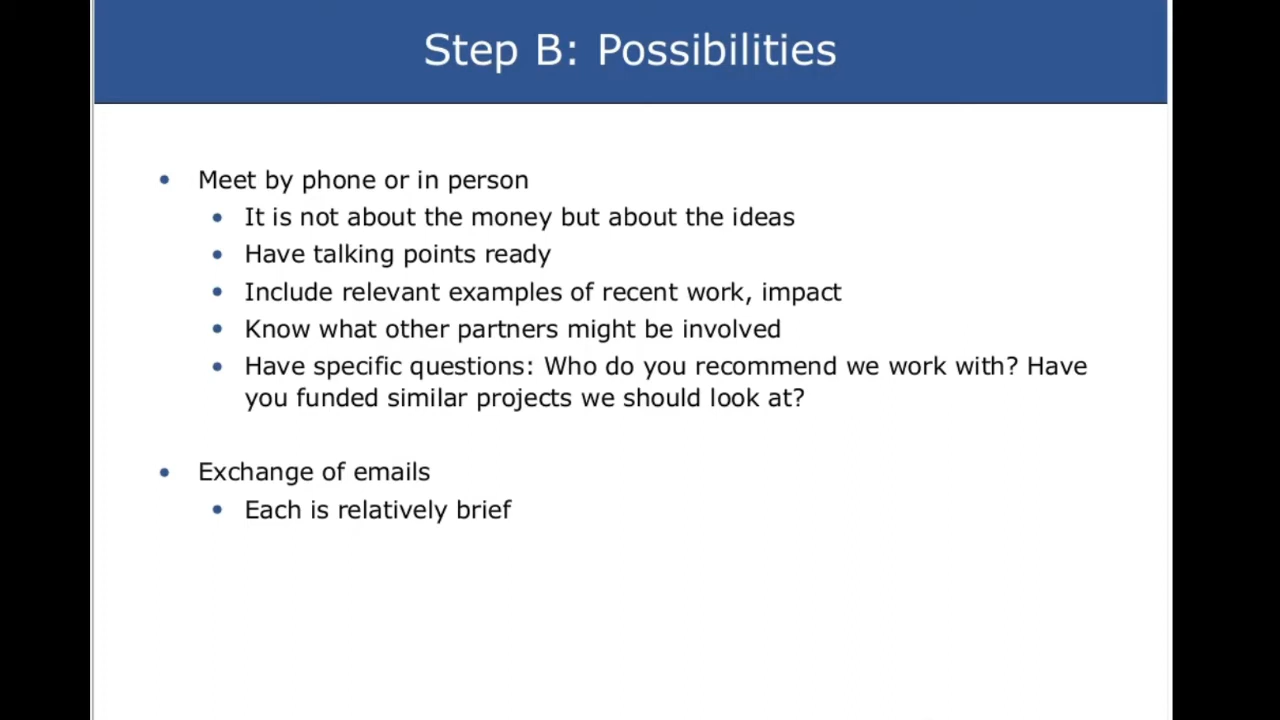 Step B: Possibilities
• Meet by phone or in person
• It is not about the money but about the ideas
• Have talking points ready
• Include relevant examples of recent work, impact
• Know what other partners might be involved
• Have specific questions: Who do you recommend we work with? Have
you funded similar projects we should look at?
• Exchange of emails
• Each is relatively brief